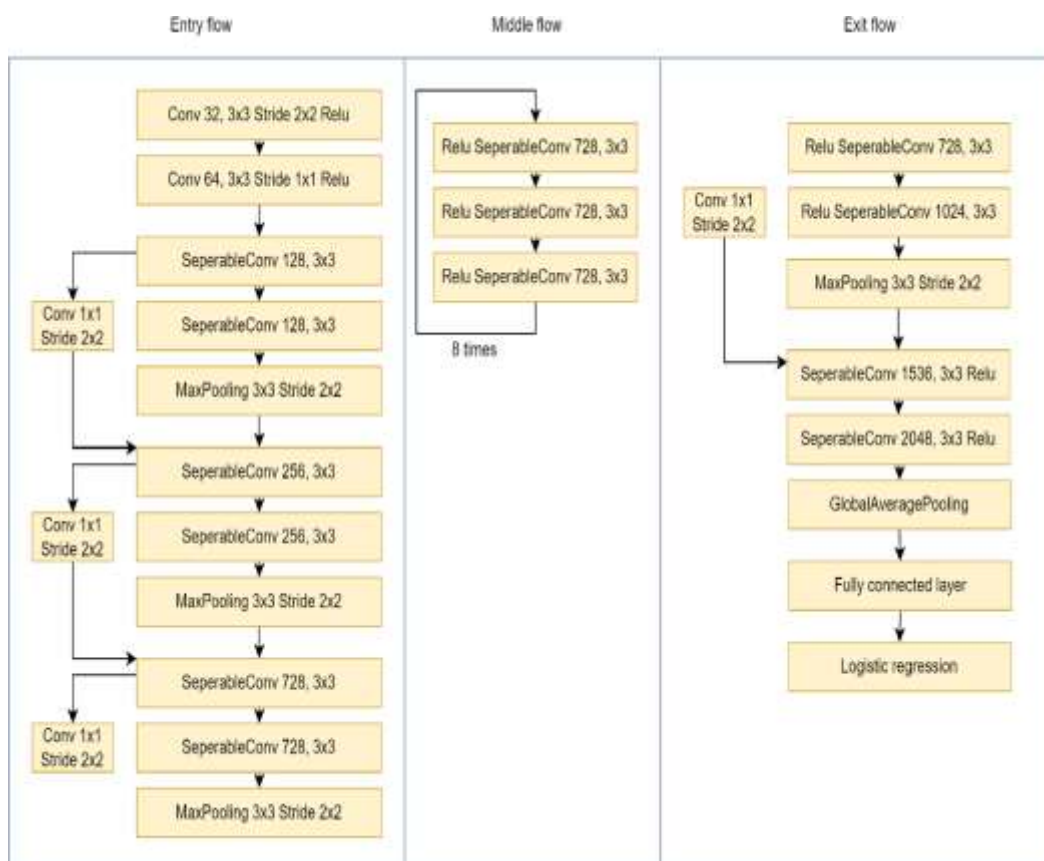 Entry flow
Middle flow
Exit flow
Conv 32, 3x3 Stride 2x2 Relu
Conv 64, 3x3 Stride 1x1 Relu
SeperableConv 128, 3x3
Conv 1x1
Stride 2x2
SeperableConv 128, 3x3
MaxPooling 3x3 Stride 2x2
SeperableConv 256, 3x3
Conv 1x1
Stride 2x2
SeperableConv 256, 3x3
MaxPooling 3x3 Stride 2x2
SeperableConv 728, 3x3
Conv 1x1
Stride 2x2
SeperableConv 728, 3x3
MaxPooling 3x3 Stride 2x2
Relu SeperableConv 728, 3x3
Relu SeperableConv 728, 3x3
Relu SeperableConv 728, 3x3
8 times
Relu SeperableConv 728, 3x3
Conv 1x1
Stride 2x2
Relu SeperableConv 1024, 3x3
MaxPooling 3x3 Stride 2x2
SeperableConv 1536, 3x3 Relu
SeperableConv 2048, 3x3 Relu
GlobalAveragePooling
Fully connected layer
Logistic regression